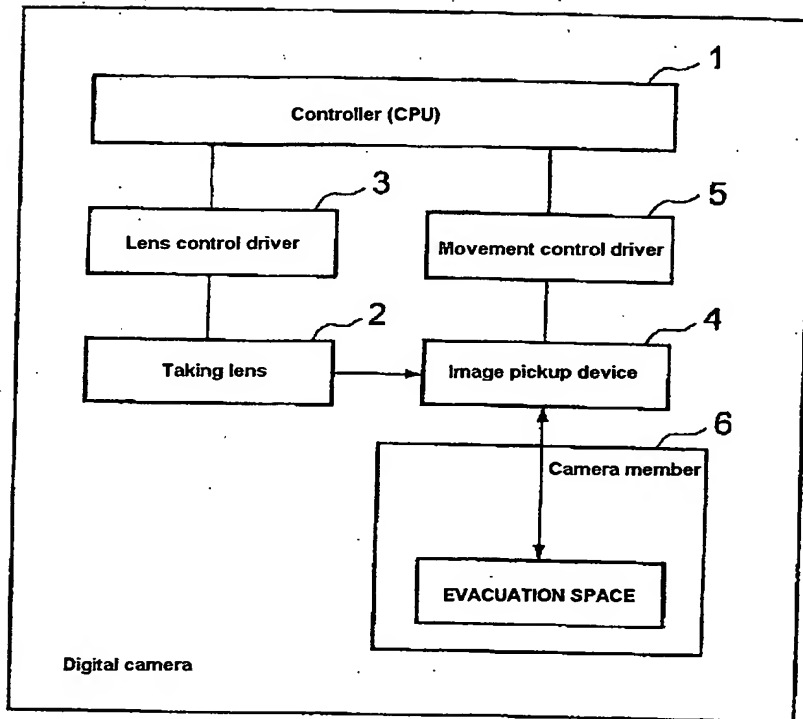 1
Controller (CPU)
3
5
Lens control driver
Movement control driver
2
4
Taking lens
Image pickup device
6
Camera member
EVACUATION SPACE
Digital camera